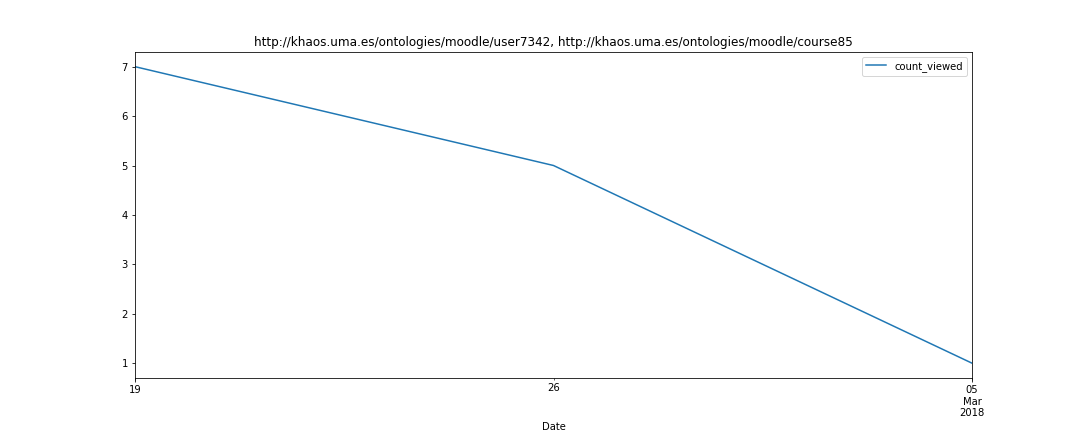 http://khaos.uma.es/ontologies/moodle/user7342, http://khaos.uma.es/ontologies/moodle/course85
count_viewed
7
6
5
4
3
2
1
19
26
05
Mar
2018
Date